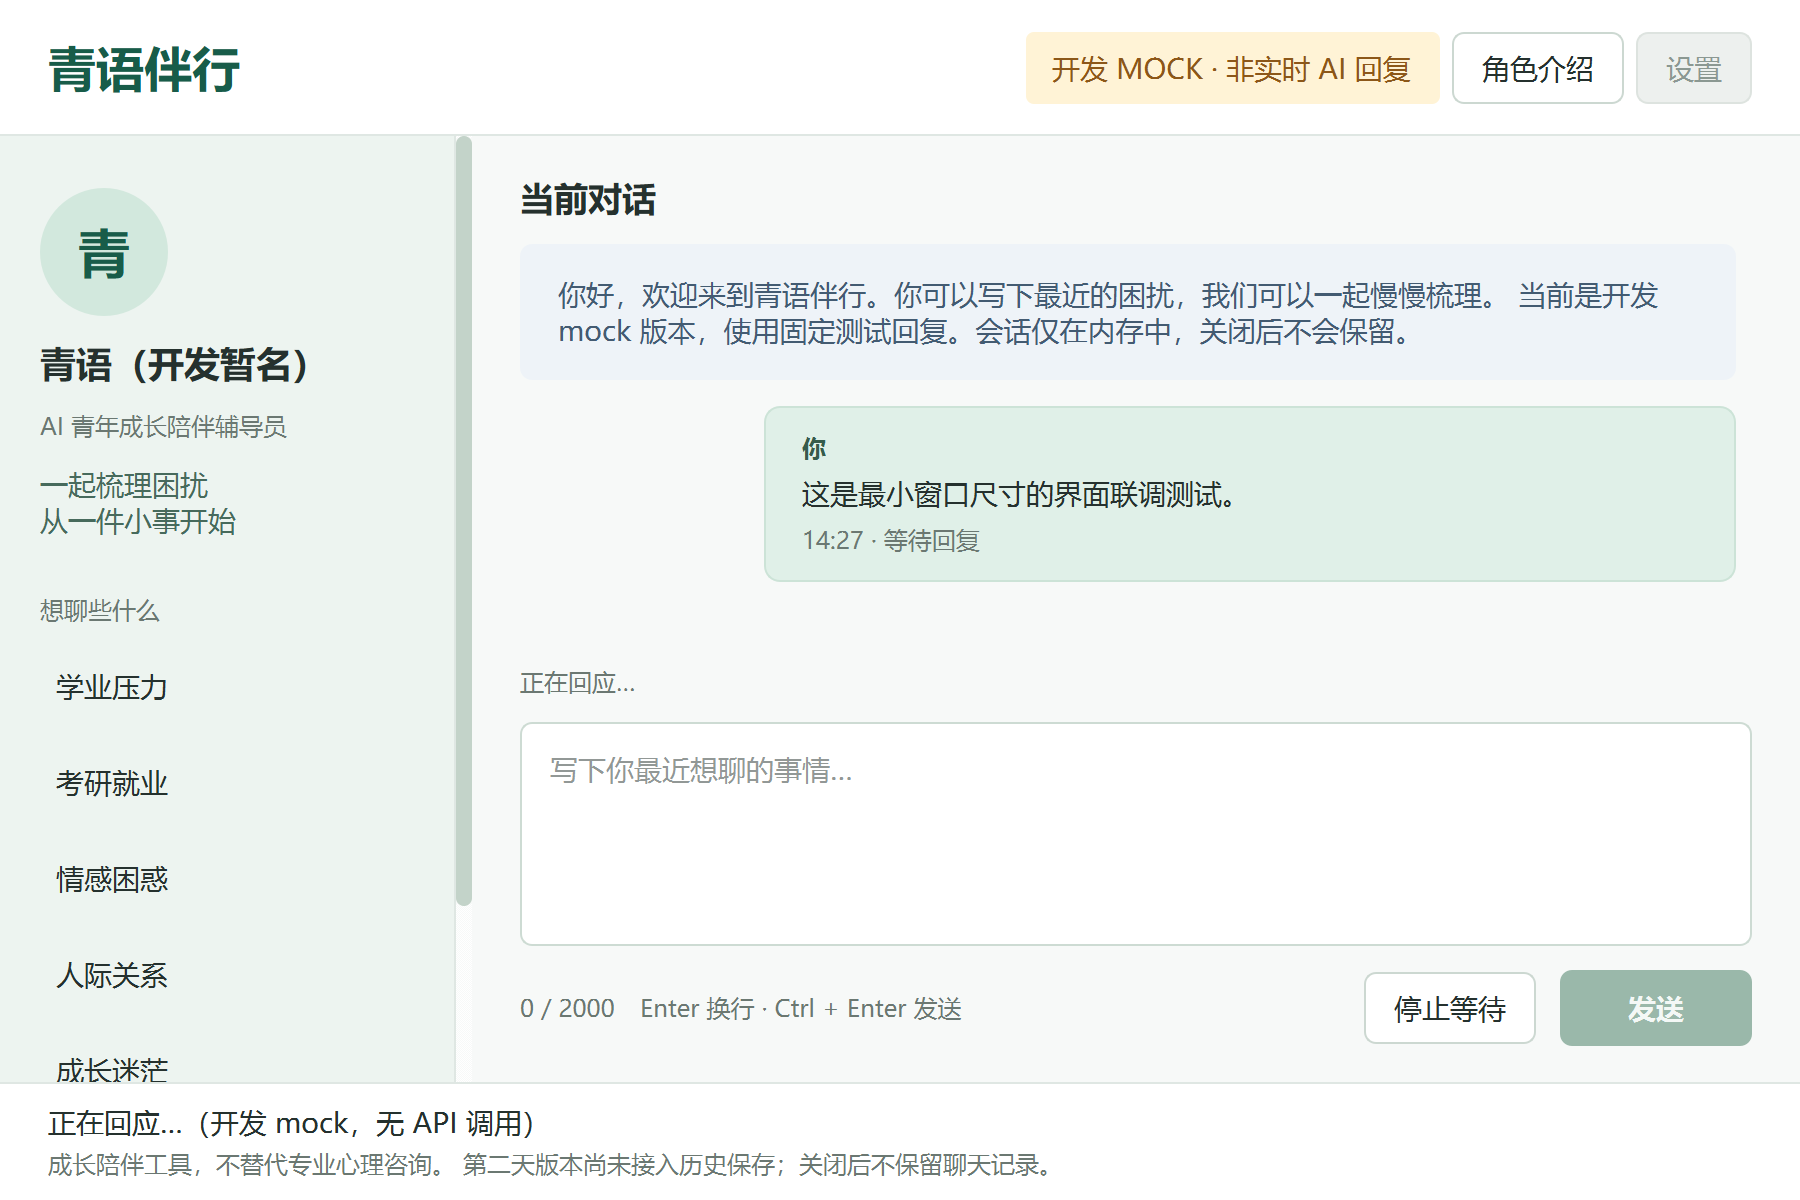 青语伴行
开发 MOCK · 非实时 AI 回复
角色介绍
设置
青
青语（开发暂名）
AI 青年成长陪伴辅导员
一起梳理困扰
从一件小事开始
想聊些什么
学业压力
考研就业
情感困惑
人际关系
成长迷茫
当前对话
你好，欢迎来到青语伴行。你可以写下最近的困扰，我们可以一起慢慢梳理。 当前是开发
mock 版本，使用固定测试回复。会话仅在内存中，关闭后不会保留。
你
这是最小窗口尺寸的界面联调测试。
14:27 · 等待回复
正在回应…
写下你最近想聊的事情…
0 / 2000 Enter 换行 · Ctrl + Enter 发送
停止等待
发送
正在回应…（开发 mock，无 API 调用）
成长陪伴工具，不替代专业心理咨询。 第二天版本尚未接入历史保存；关闭后不保留聊天记录。